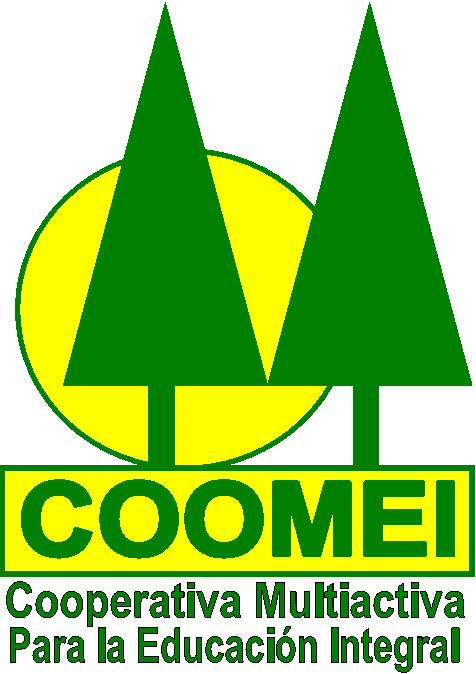 COOMEI
Cooperativa Multiactiva
Para la Educación Integral